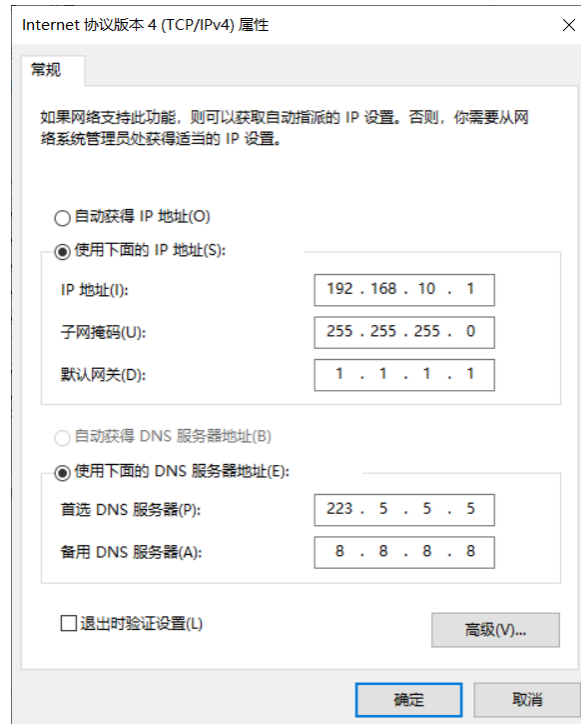 Internet 协议版本 4 (TCP/IPv4) 属性
常规
如果网络支持此功能，则可以获取自动指派的 IP 设置。否则，你需要从网
络系统管理员处获得适当的 IP 设置。
自动获得 IP 地址(O)
使用下面的 IP 地址(S):
IP 地址(I): 192 . 168 . 10 . 1
子网掩码(U): 255 . 255 . 255 . 0
默认网关(D): 1 . 1 . 1 . 1
自动获得 DNS 服务器地址(B)
使用下面的 DNS 服务器地址(E):
首选 DNS 服务器(P): 223 . 5 . 5 . 5
备用 DNS 服务器(A): 8 . 8 . 8 . 8
退出时验证设置(L)
高级(V)...
确定 取消